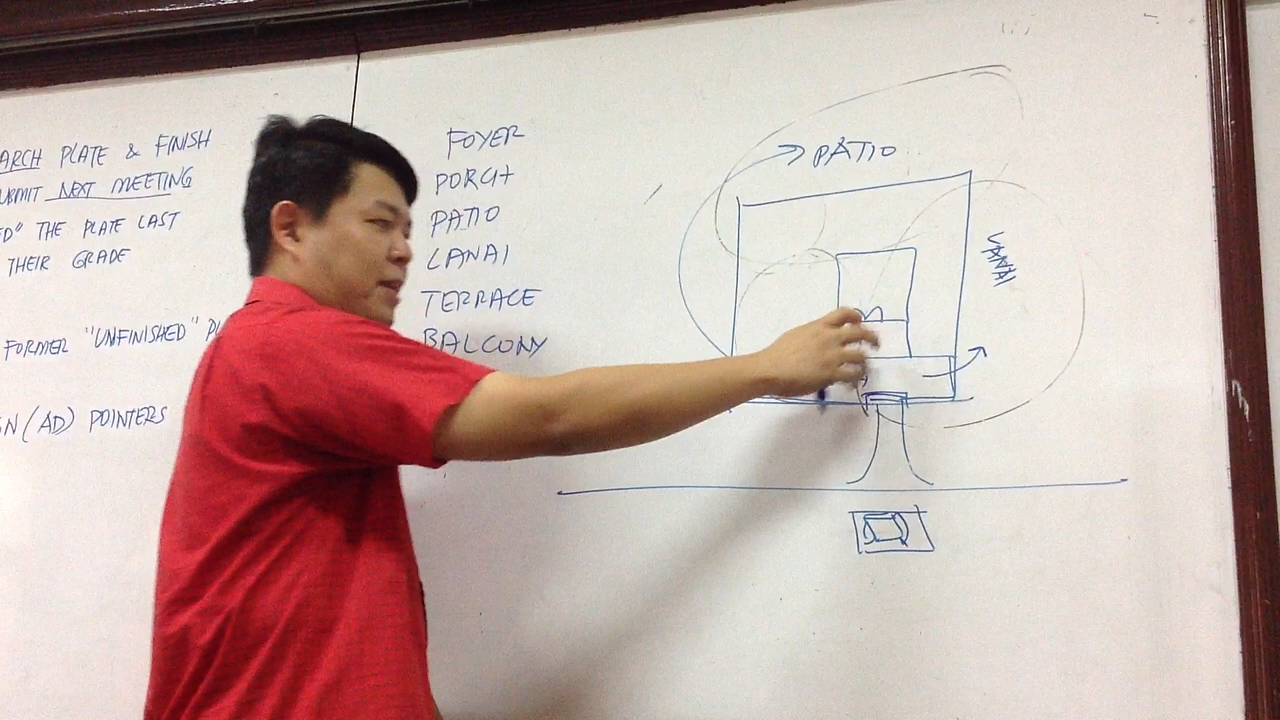 ARCH PLATE & FINISH
NEXT MEETING
THE PLATE LAST
THEIR GRADE
FORMER "UNFINISHED"
(AD) POINTERS
FOYER
PORCH
PATIO
LANAI
TERRACE
BALCONY
PATIO
LANAI